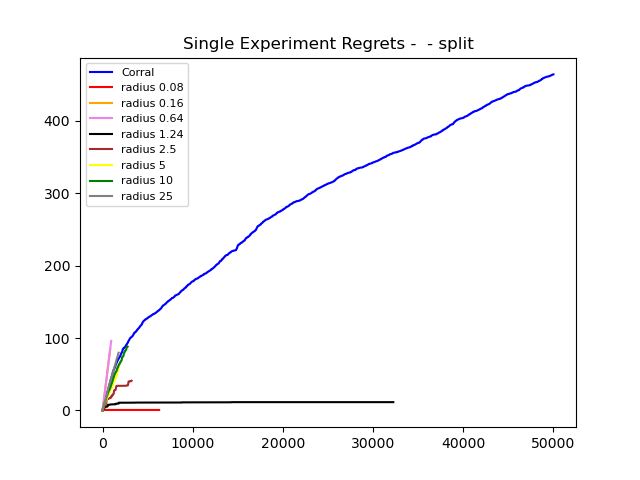 Single Experiment Regrets -  - split
Corral
radius 0.08
radius 0.16
radius 0.64
radius 1.24
radius 2.5
radius 5
radius 10
radius 25
400
300
200
100
0
0 10000 20000 30000 40000 50000